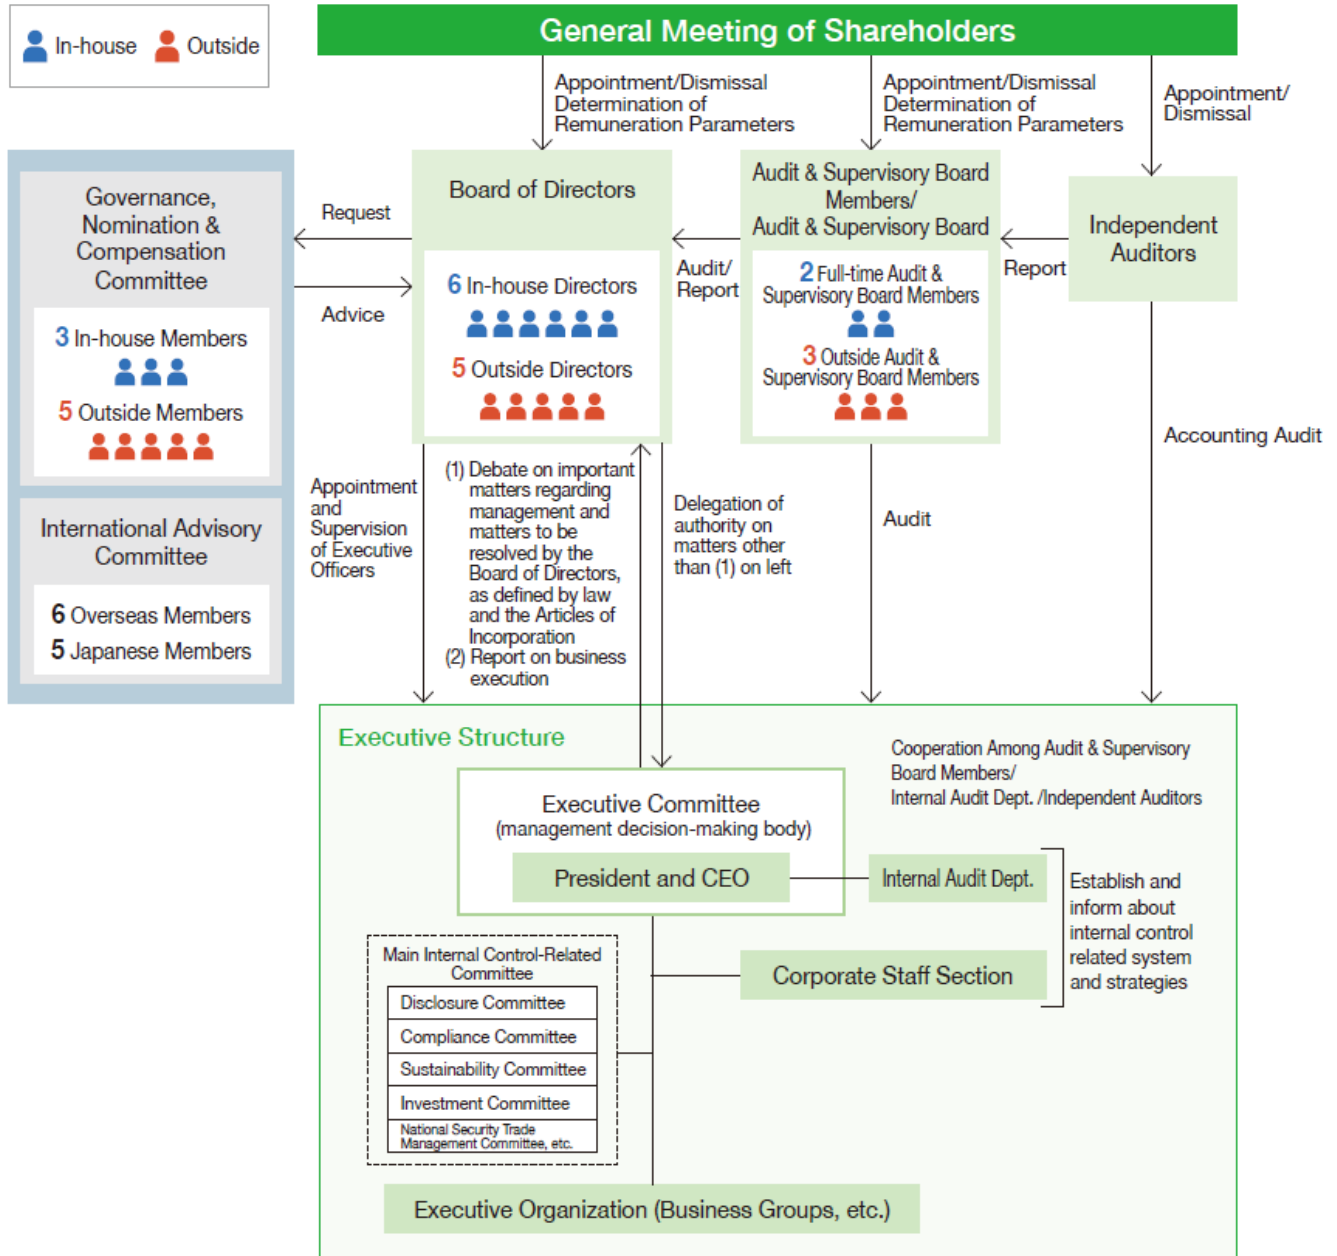 In-house
Outside
General Meeting of Shareholders
Appointment/Dismissal
Determination of
Remuneration Parameters
Appointment/Dismissal
Determination of
Remuneration Parameters
Appointment/
Dismissal
Governance,
Nomination &
Compensation
Committee
3 In-house Members
5 Outside Members
International Advisory
Committee
6 Overseas Members
5 Japanese Members
Request
Advice
Board of Directors
6 In-house Directors
5 Outside Directors
Audit/
Report
Audit & Supervisory Board
Members/
Audit & Supervisory Board
2 Full-time Audit &
Supervisory Board Members
3 Outside Audit &
Supervisory Board Members
Report
Independent
Auditors
Appointment
and
Supervision
of Executive
Officers
(1) Debate on important
matters regarding
management and
matters to be
resolved by the
Board of Directors,
as defined by law
and the Articles of
Incorporation
(2) Report on business
execution
Delegation of
authority on
matters other
than (1) on left
Audit
Accounting Audit
Executive Structure
Cooperation Among Audit & Supervisory
Board Members/
Internal Audit Dept. /Independent Auditors
Executive Committee
(management decision-making body)
President and CEO
Internal Audit Dept.
Corporate Staff Section
Establish and
inform about
internal control
related system
and strategies
Main Internal Control-Related
Committee
Disclosure Committee
Compliance Committee
Sustainability Committee
Investment Committee
National Security Trade
Management Committee, etc.
Executive Organization (Business Groups, etc.)